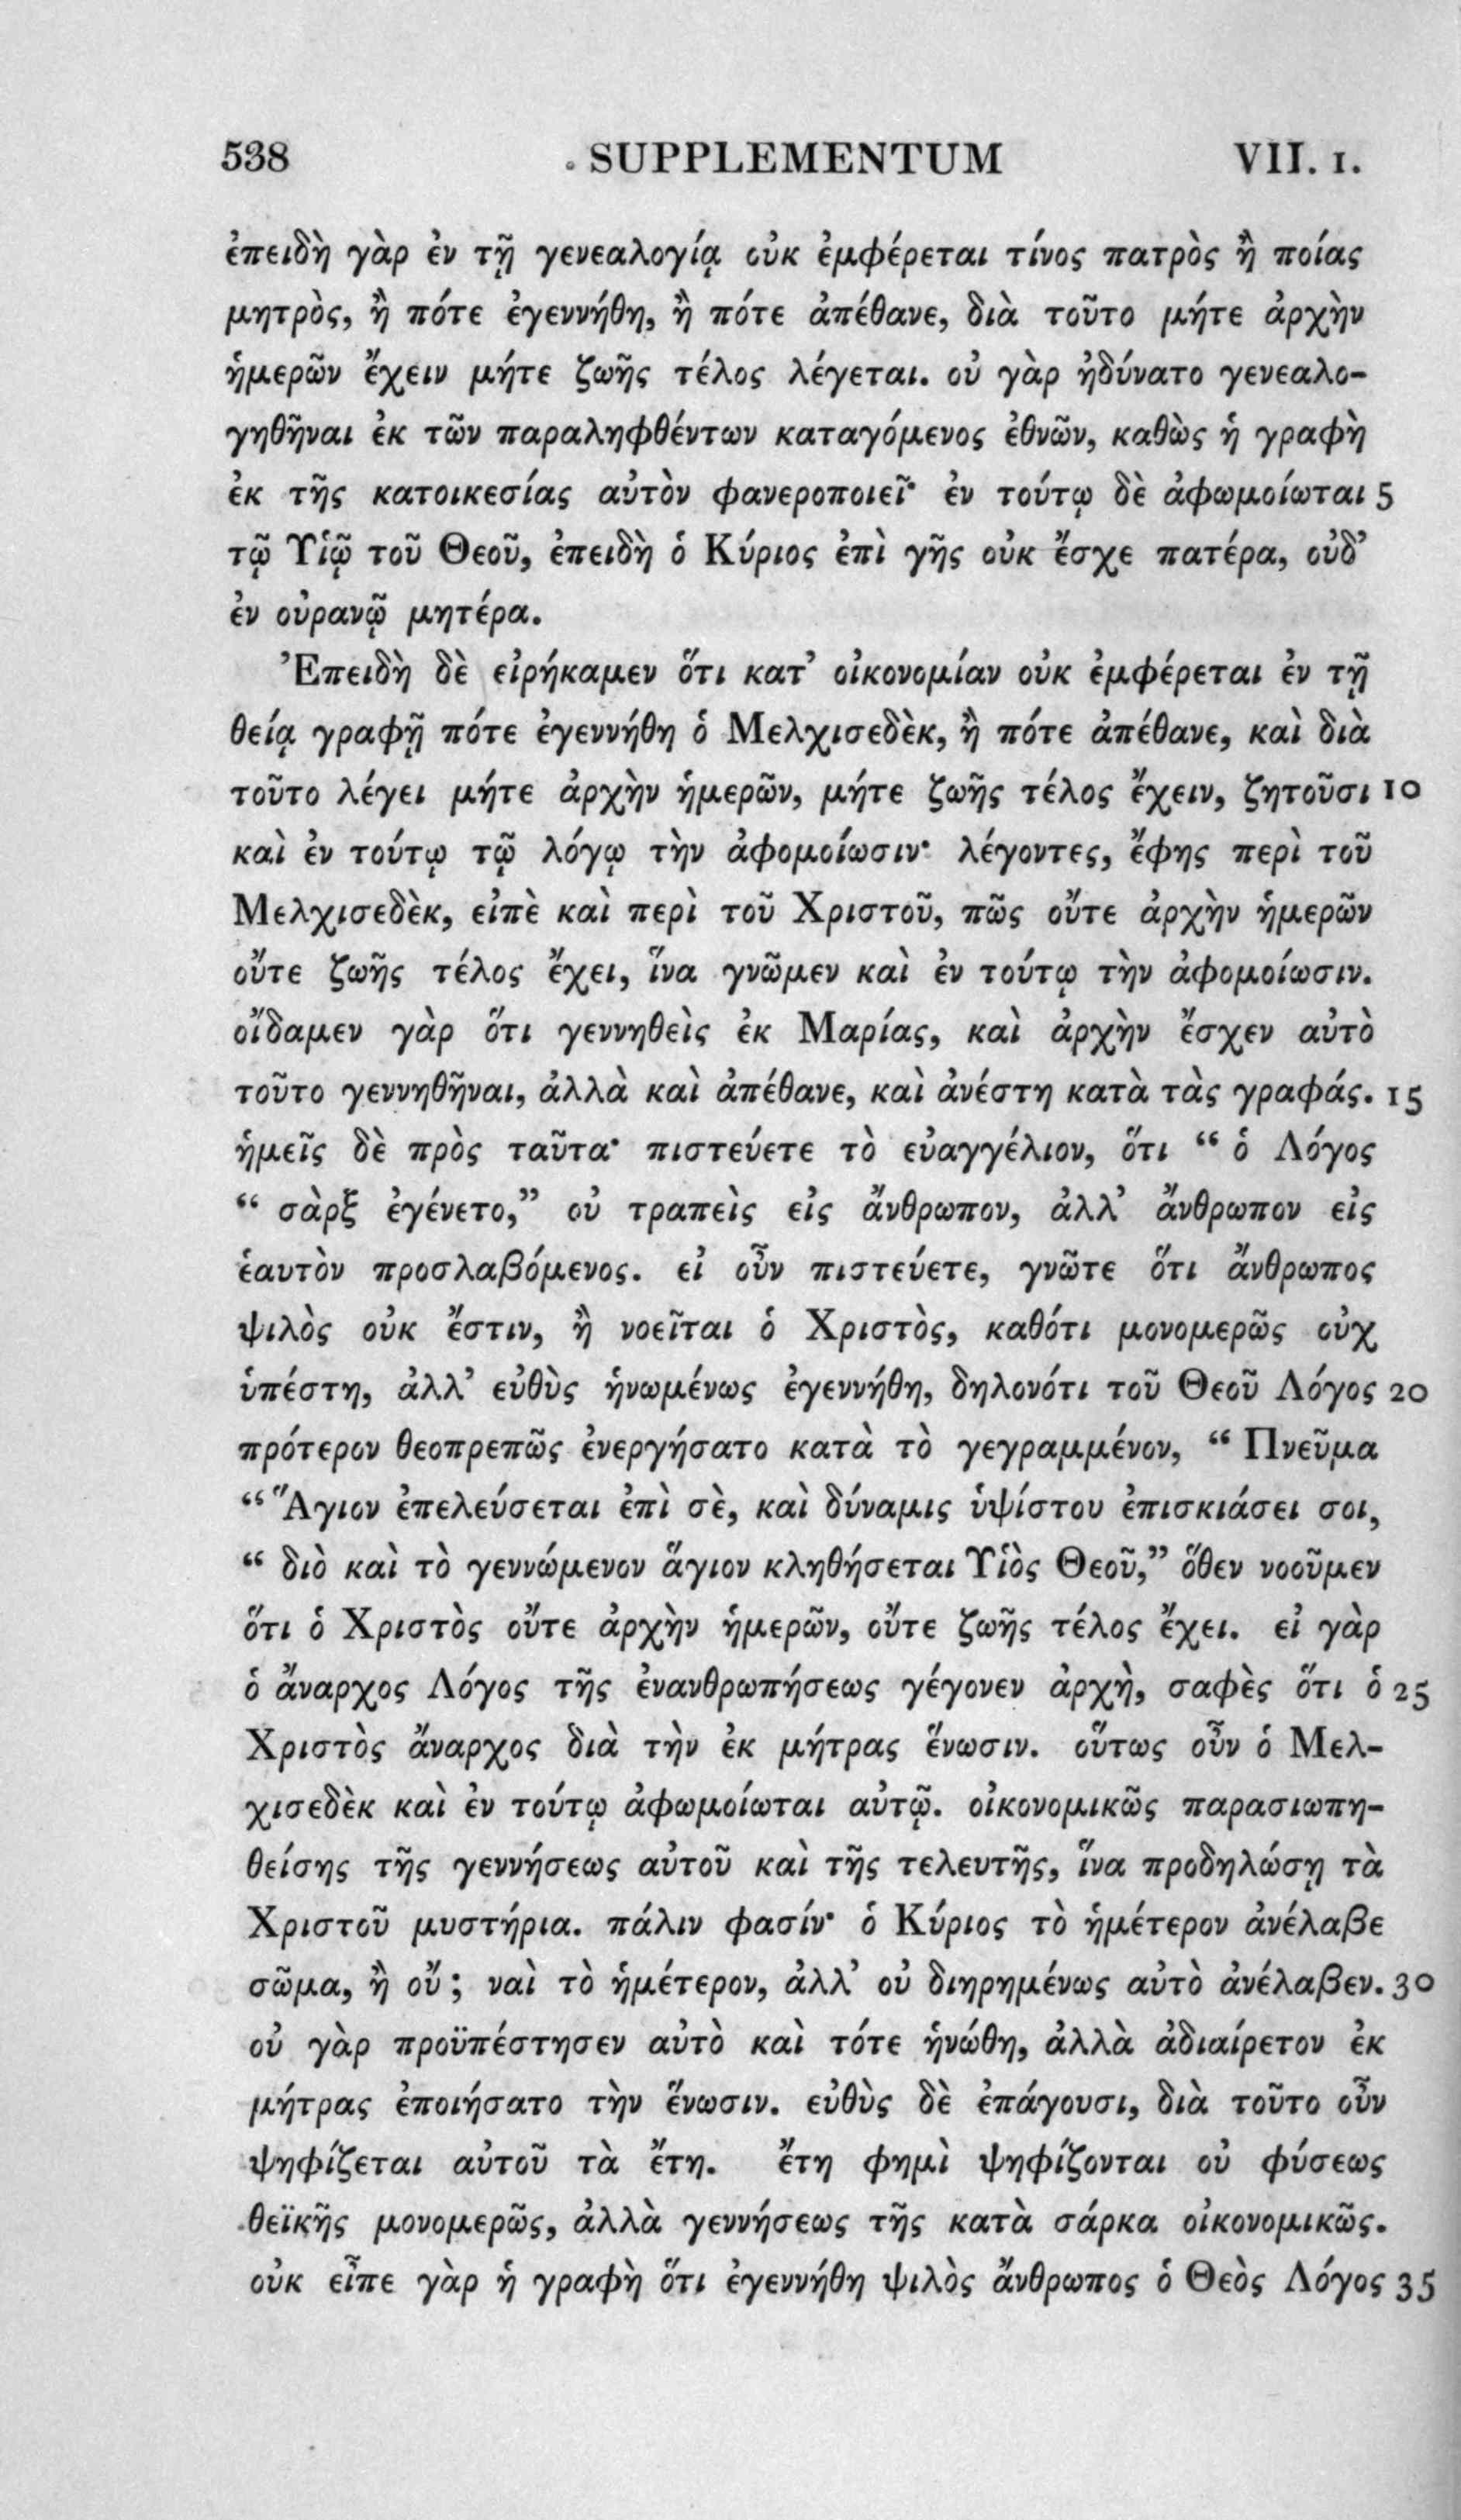 538 SUPPLEMENTUM VII. 1.
ἐπειδὴ γὰρ ἐν τῇ γενεαλογίᾳ οὐκ ἐμφέρεται τίνος πατρὸς ἢ ποίας
μητρὸς, ἢ πότε ἐγεννήθη, ἢ πότε ἀπέθανε, διὰ τοῦτο μήτε ἀρχὴν
ἡμερῶν ἔχειν μήτε ζωῆς τέλος λέγεται. οὐ γὰρ ἠδύνατο γενεαλο-
γηθῆναι ἐκ τῶν παραληφθέντων καταγόμενος ἐθνῶν, καθὼς ἡ γραφὴ
ἐκ τῆς κατοικεσίας αὐτὸν φανεροποιεῖ· ἐν τούτῳ δὲ ἀφωμοίωται 5
τῷ Υἱῷ τοῦ Θεοῦ, ἐπειδὴ ὁ Κύριος ἐπὶ γῆς οὐκ ἔσχε πατέρα, οὐδ’
ἐν οὐρανῷ μητέρα.
Ἐπειδὴ δὲ εἰρήκαμεν ὅτι κατ’ οἰκονομίαν οὐκ ἐμφέρεται ἐν τῇ
θείᾳ γραφῇ πότε ἐγεννήθη ὁ Μελχισεδὲκ, ἢ πότε ἀπέθανε, καὶ διὰ
τοῦτο λέγει μήτε ἀρχὴν ἡμερῶν, μήτε ζωῆς τέλος ἔχειν, ζητοῦσι 10
καὶ ἐν τούτῳ τῷ λόγῳ τὴν ἀφομοίωσιν· λέγοντες, ἔφης περὶ τοῦ
Μελχισεδὲκ, εἰπὲ καὶ περὶ τοῦ Χριστοῦ, πῶς οὔτε ἀρχὴν ἡμερῶν
οὔτε ζωῆς τέλος ἔχει, ἵνα γνῶμεν καὶ ἐν τούτῳ τὴν ἀφομοίωσιν.
οἴδαμεν γὰρ ὅτι γεννηθεὶς ἐκ Μαρίας, καὶ ἀρχὴν ἔσχεν αὐτὸ
τοῦτο γεννηθῆναι, ἀλλὰ καὶ ἀπέθανε, καὶ ἀνέστη κατὰ τὰς γραφάς. 15
ἡμεῖς δὲ πρὸς ταῦτα· πιστεύετε τὸ εὐαγγέλιον, ὅτι “ ὁ Λόγος
“ σὰρξ ἐγένετο,” οὐ τραπεὶς εἰς ἄνθρωπον, ἀλλ’ ἄνθρωπον εἰς
ἑαυτὸν προσλαβόμενος. εἰ οὖν πιστεύετε, γνῶτε ὅτι ἄνθρωπος
ψιλὸς οὐκ ἔστιν, ἢ νοεῖται ὁ Χριστὸς, καθότι μονομερῶς οὐχ
ὑπέστη, ἀλλ’ εὐθὺς ἡνωμένως ἐγεννήθη, δηλονότι τοῦ Θεοῦ Λόγος 20
πρότερον θεοπρεπῶς ἐνεργήσατο κατὰ τὸ γεγραμμένον, “ Πνεῦμα
“ Ἅγιον ἐπελεύσεται ἐπὶ σὲ, καὶ δύναμις ὑψίστου ἐπισκιάσει σοι,
“ διὸ καὶ τὸ γεννώμενον ἅγιον κληθήσεται Υἱὸς Θεοῦ,” ὅθεν νοοῦμεν
ὅτι ὁ Χριστὸς οὔτε ἀρχὴν ἡμερῶν, οὔτε ζωῆς τέλος ἔχει. εἰ γὰρ
ὁ ἄναρχος Λόγος τῆς ἐνανθρωπήσεως γέγονεν ἀρχὴ, σαφὲς ὅτι ὁ 25
Χριστὸς ἄναρχος διὰ τὴν ἐκ μήτρας ἕνωσιν. οὕτως οὖν ὁ Μελ-
χισεδὲκ καὶ ἐν τούτῳ ἀφωμοίωται αὐτῷ. οἰκονομικῶς παρασιωπη-
θείσης τῆς γεννήσεως αὐτοῦ καὶ τῆς τελευτῆς, ἵνα προδηλώσῃ τὰ
Χριστοῦ μυστήρια. πάλιν φασίν· ὁ Κύριος τὸ ἡμέτερον ἀνέλαβε
σῶμα, ἢ οὔ; ναὶ τὸ ἡμέτερον, ἀλλ’ οὐ διηρημένως αὐτὸ ἀνέλαβεν. 30
οὐ γὰρ προϋπέστησεν αὐτὸ καὶ τότε ἡνώθη, ἀλλὰ ἀδιαίρετον ἐκ
μήτρας ἐποιήσατο τὴν ἕνωσιν. εὐθὺς δὲ ἐπάγουσι, διὰ τοῦτο οὖν
ψηφίζεται αὐτοῦ τὰ ἔτη. ἔτη φημὶ ψηφίζονται οὐ φύσεως
θεϊκῆς μονομερῶς, ἀλλὰ γεννήσεως τῆς κατὰ σάρκα οἰκονομικῶς.
οὐκ εἶπε γὰρ ἡ γραφὴ ὅτι ἐγεννήθη ψιλὸς ἄνθρωπος ὁ Θεὸς Λόγος 35